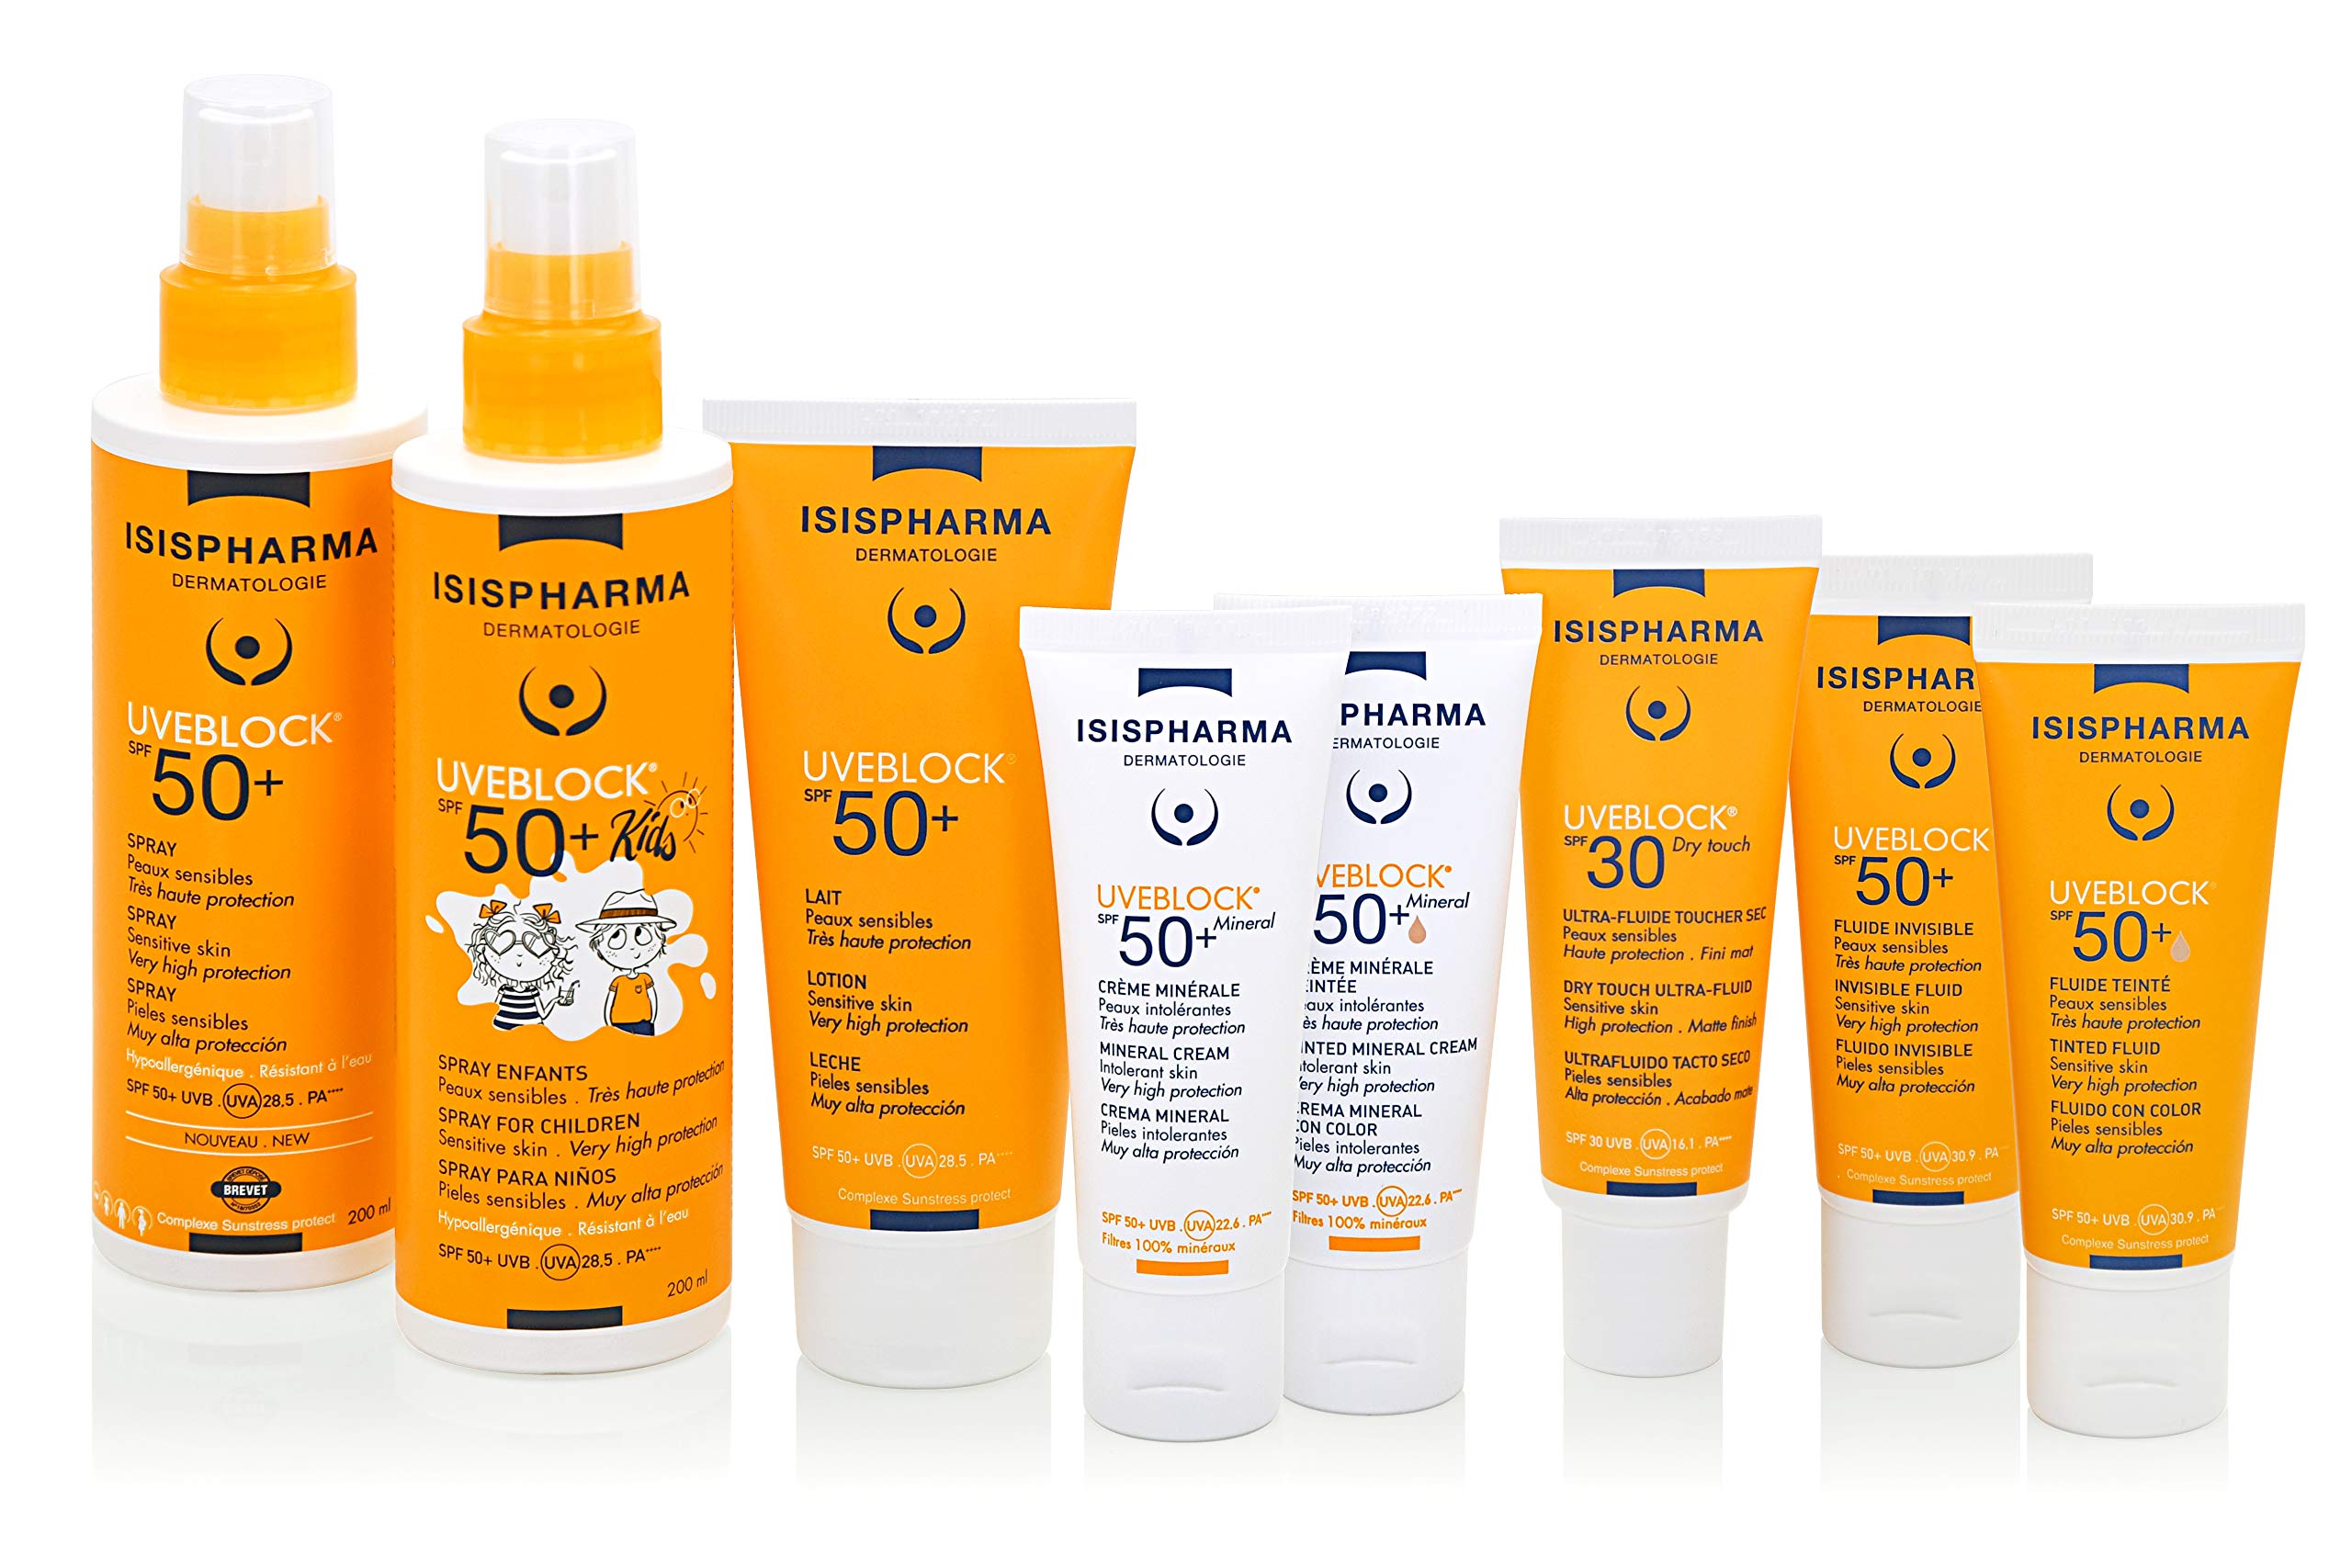 ISISPHARMA
DERMATOLOGIE
UVEBLOCK®
SPF 50+
SPRAY
Peaux sensibles
Très haute protection
SPRAY
Sensitive skin
Very high protection
SPRAY
Pieles sensibles
Muy alta protección
Hypoallergénique . Résistant à l'eau
SPF 50+ UVB . UVA 28,5 . PA++++
NOUVEAU . NEW
BREVET
Complexe Sunstress protect 200 ml
ISISPHARMA
DERMATOLOGIE
UVEBLOCK®
SPF 50+ Kids
SPRAY ENFANTS
Peaux sensibles . Très haute protection
SPRAY FOR CHILDREN
Sensitive skin . Very high protection
SPRAY PARA NIÑOS
Pieles sensibles . Muy alta protección
Hypoallergénique . Résistant à l'eau
SPF 50+ UVB . UVA 28,5 . PA++++
200 ml
ISISPHARMA
DERMATOLOGIE
UVEBLOCK®
SPF 50+
LAIT
Peaux sensibles
Très haute protection
LOTION
Sensitive skin
Very high protection
LECHE
Pieles sensibles
Muy alta protección
SPF 50+ UVB . UVA 28.5 . PA++++
Complexe Sunstress protect
ISISPHARMA
DERMATOLOGIE
UVEBLOCK®
SPF 50+ Mineral
CRÈME MINÉRALE
Peaux intolérantes
Très haute protection
MINERAL CREAM
Intolerant skin
Very high protection
CREMA MINERAL
Pieles intolerantes
Muy alta protección
SPF 50+ UVB . UVA 22.6 . PA++++
Filtres 100% minéraux
PHARMA
ERMATOLOGIE
VEBLOCK®
50+ Mineral
ÈME MINÉRALE
EINTÉE
aux intolérantes
ès haute protection
INTED MINERAL CREAM
ntolerant skin
ery high protection
REMA MINERAL
CON COLOR
Pieles intolerantes
Muy alta protección
SPF 50+ UVB . UVA 22.6 . PA++++
Filtres 100% minéraux
ISISPHARMA
DERMATOLOGIE
UVEBLOCK®
SPF 30 Dry touch
ULTRA-FLUIDE TOUCHER SEC
Peaux sensibles
Haute protection . Fini mat
DRY TOUCH ULTRA-FLUID
Sensitive skin
High protection . Matte finish
ULTRAFLUIDO TACTO SECO
Pieles sensibles
Alta protección . Acabado mate
SPF 30 UVB . UVA 16.1 . PA++++
Complexe Sunstress protect
ISISPHAR
DERMATOLOGIE
UVEBLOCK
SPF 50+
FLUIDE INVISIBLE
Peaux sensibles
Très haute protection
INVISIBLE FLUID
Sensitive skin
Very high protection
FLUIDO INVISIBLE
Pieles sensibles
Muy alta protección
SPF 50+ UVB . UVA 30.9 . PA
Complexe Sunstress protect
ISISPHARMA
DERMATOLOGIE
UVEBLOCK®
SPF 50+
FLUIDE TEINTÉ
Peaux sensibles
Très haute protection
TINTED FLUID
Sensitive skin
Very high protection
FLUIDO CON COLOR
Pieles sensibles
Muy alta protección
SPF 50+ UVB . UVA 30.9 . PA++++
Complexe Sunstress protect